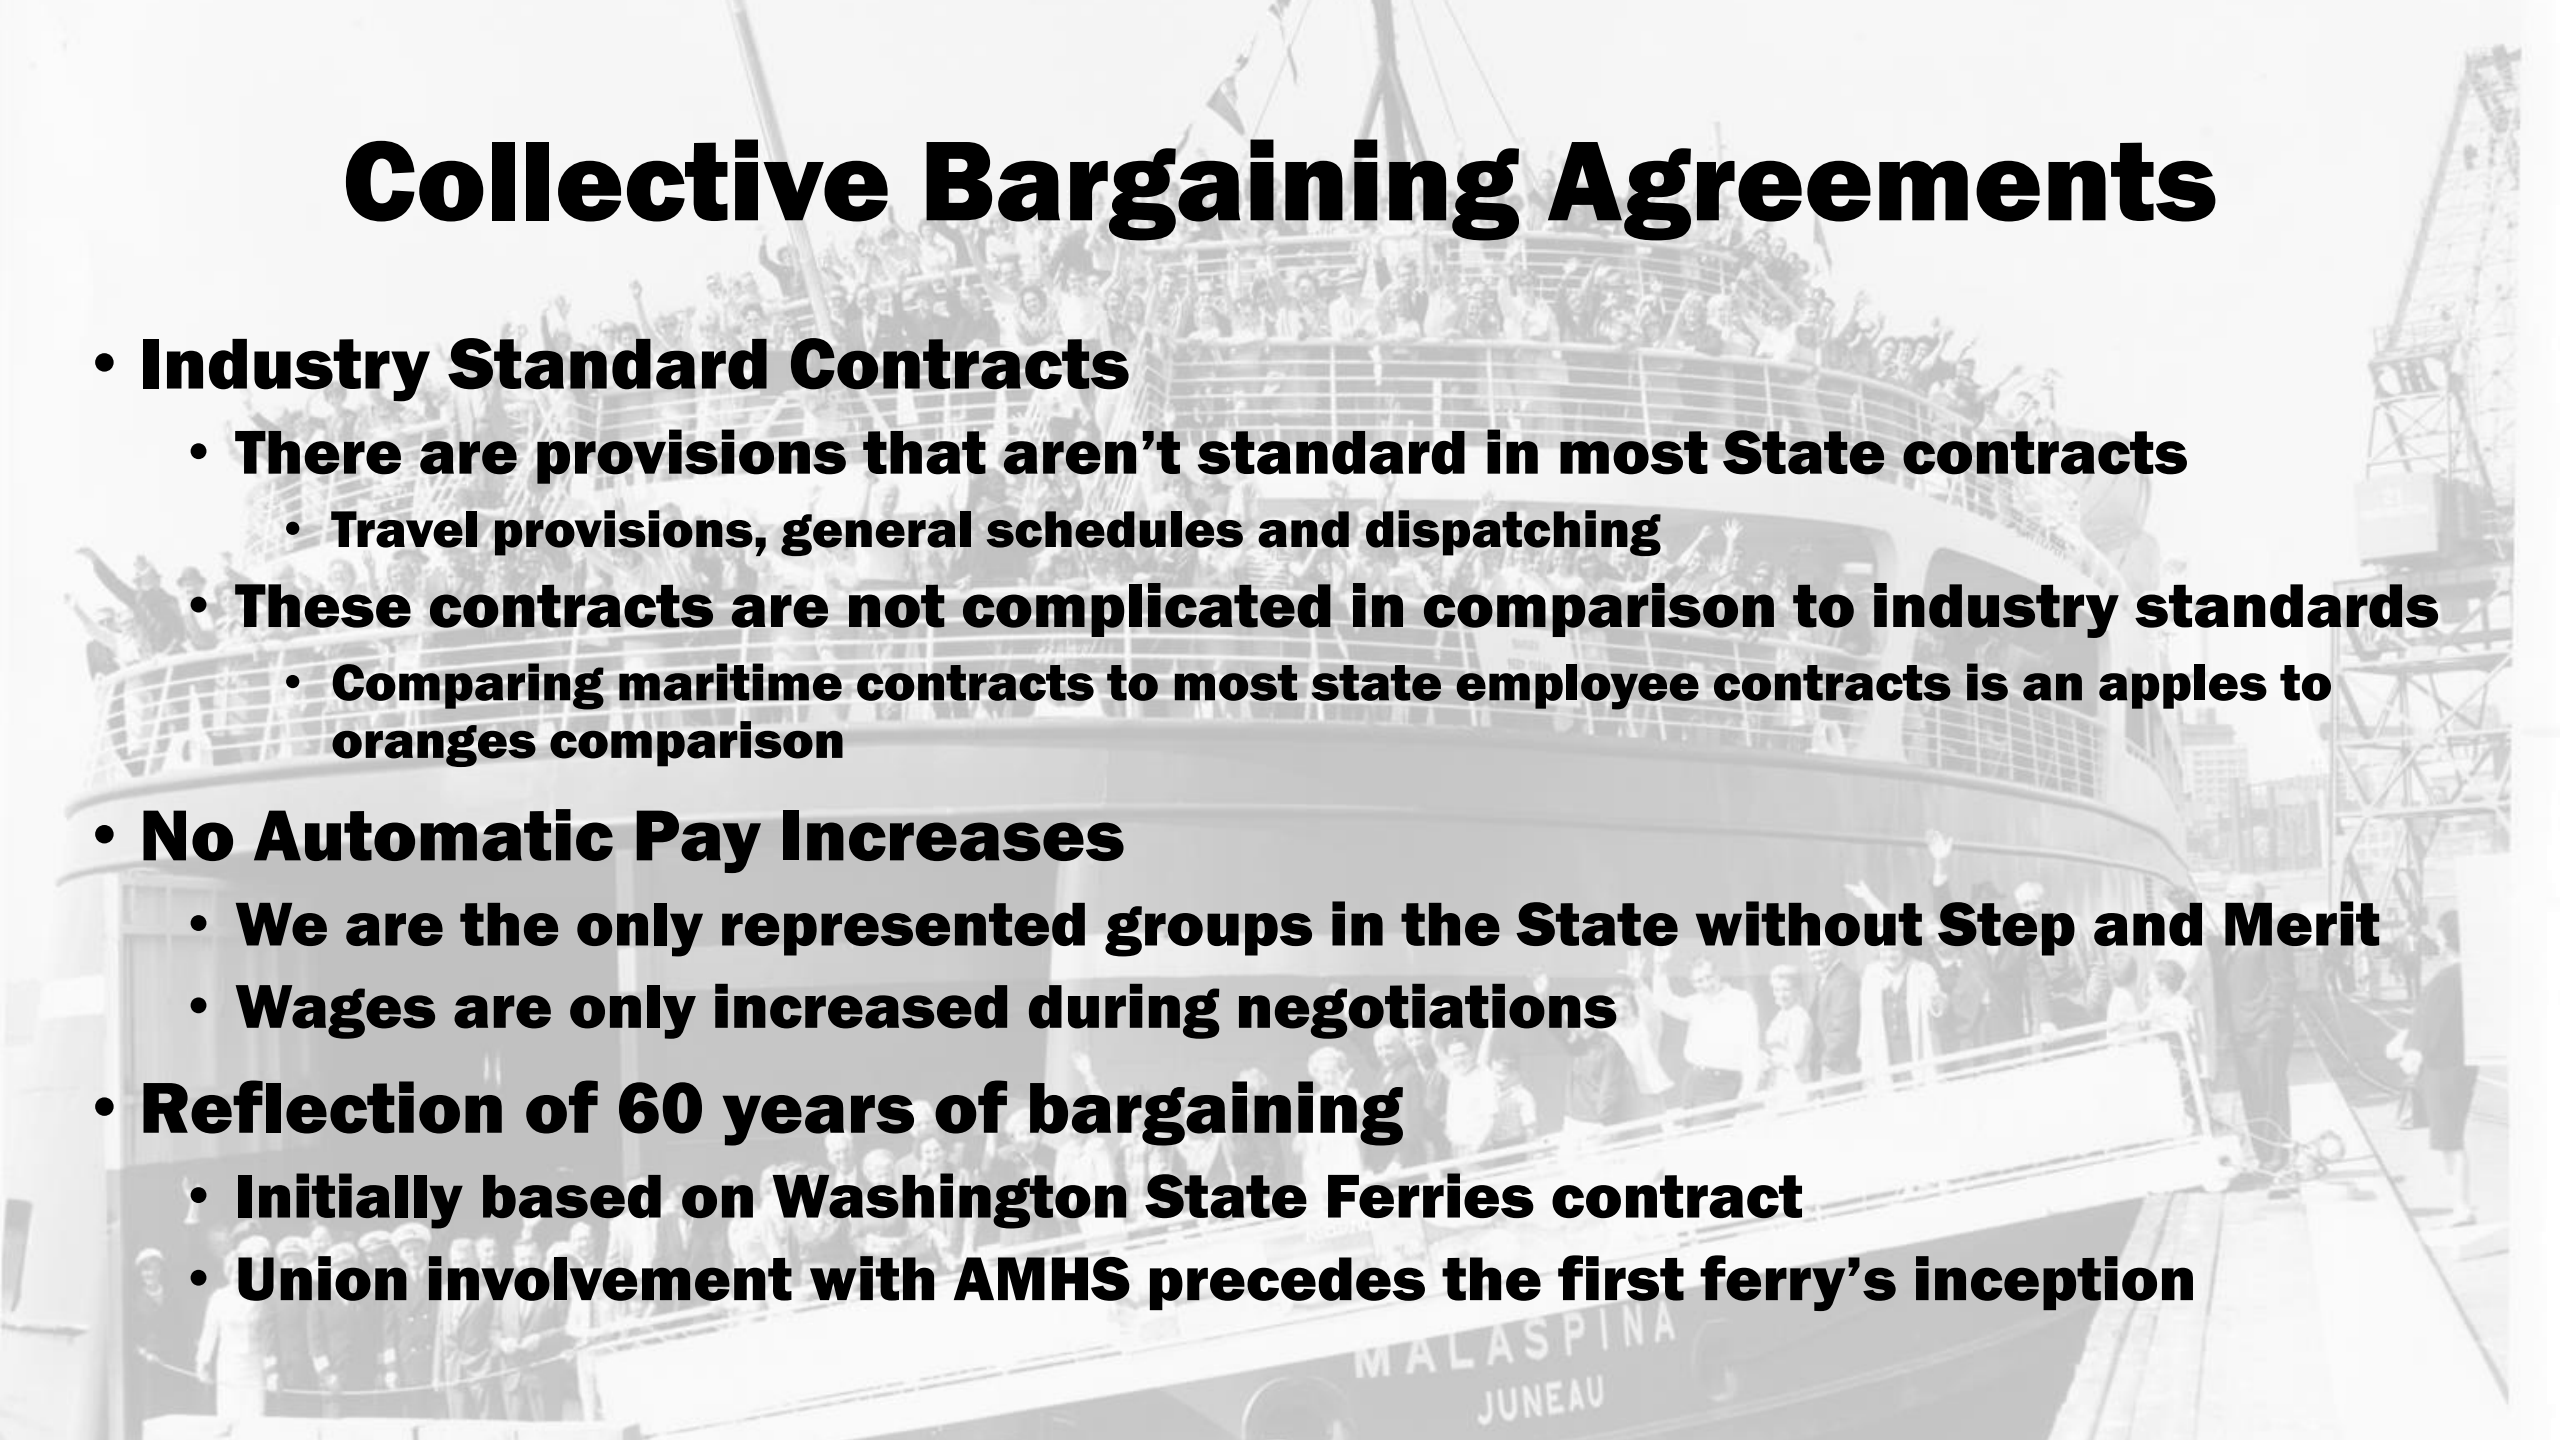 Collective Bargaining Agreements
• Industry Standard Contracts
• There are provisions that aren’t standard in most State contracts
• Travel provisions, general schedules and dispatching
• These contracts are not complicated in comparison to industry standards
• Comparing maritime contracts to most state employee contracts is an apples to
oranges comparison
• No Automatic Pay Increases
• We are the only represented groups in the State without Step and Merit
• Wages are only increased during negotiations
• Reflection of 60 years of bargaining
• Initially based on Washington State Ferries contract
• Union involvement with AMHS precedes the first ferry’s inception
MALASPINA
JUNEAU